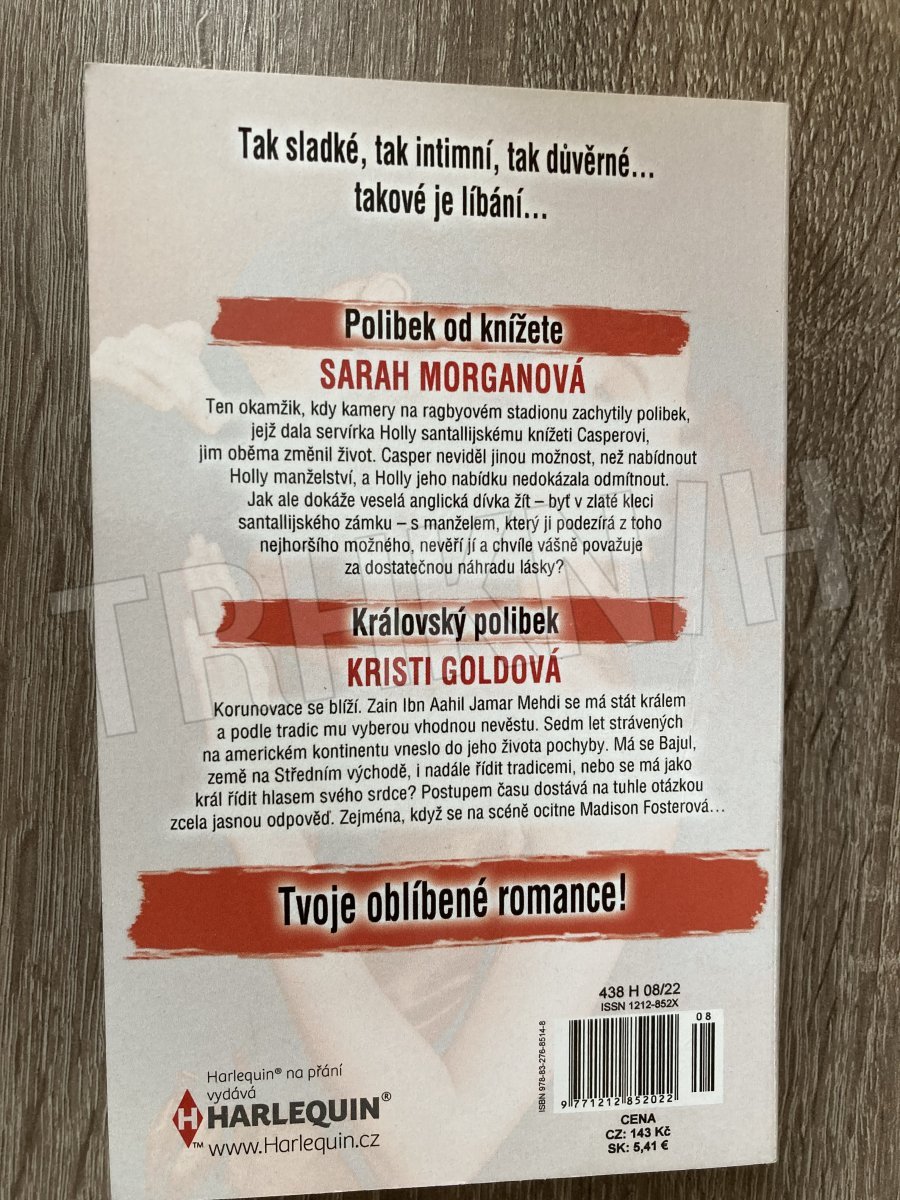 Tak sladké, tak intimní, tak důvěrné...
takové je líbání...
Polibek od knížete
SARAH MORGANOVÁ
Ten okamžik, kdy kamery na ragbyovém stadionu zachytily polibek,
jejž dala servírka Holly santallijskému knížeti Casperovi,
jim oběma změnil život. Casper neviděl jinou možnost, než nabídnout
Holly manželství, a Holly jeho nabídku nedokázala odmítnout.
Jak ale dokáže veselá anglická dívka žít – byť v zlaté kleci
santallijského zámku – s manželem, který ji podezírá z toho
nejhoršího možného, nevěří jí a chvíle vášně považuje
za dostatečnou náhradu lásky?
Královský polibek
KRISTI GOLDOVÁ
Korunovace se blíží. Zain Ibn Aahil Jamar Mehdi se má stát králem
a podle tradic mu vyberou vhodnou nevěstu. Sedm let strávených
na americkém kontinentu vneslo do jeho života pochyby. Má se Bajul,
země na Středním východě, i nadále řídit tradicemi, nebo se má jako
král řídit hlasem svého srdce? Postupem času dostává na tuhle otázkou
zcela jasnou odpověď. Zejména, když se na scéně ocitne Madison Fosterová...
Tvoje oblíbené romance!
438 H 08/22
ISSN 1212-852X
08
ISBN 978-83-276-8514-8
9 771212 852022
CENA
CZ: 143 Kč
SK: 5,41 €
Harlequin® na přání
vydává
H HARLEQUIN®
™ www.Harlequin.cz